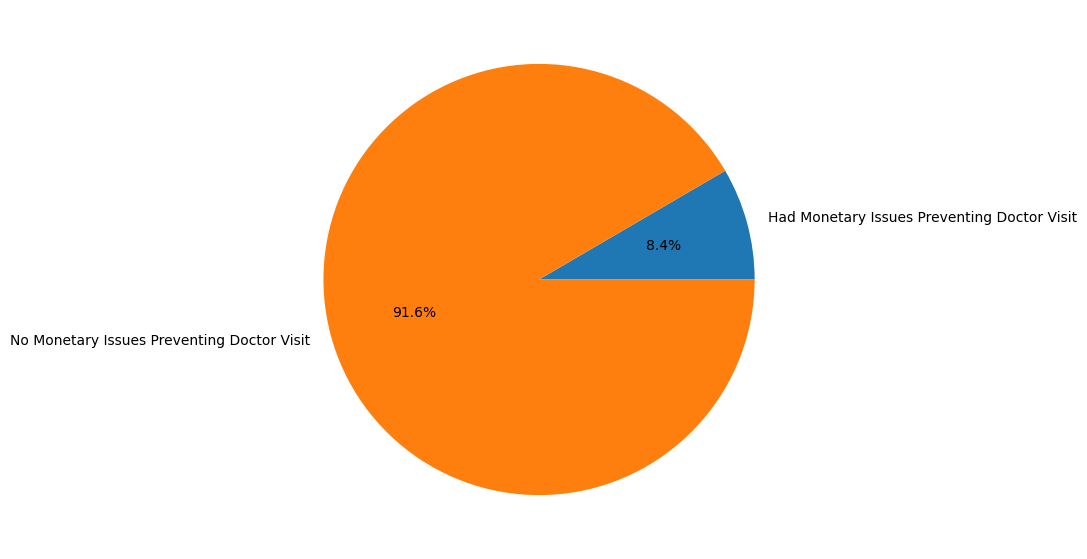 Had Monetary Issues Preventing Doctor Visit
8.4%
91.6%
No Monetary Issues Preventing Doctor Visit